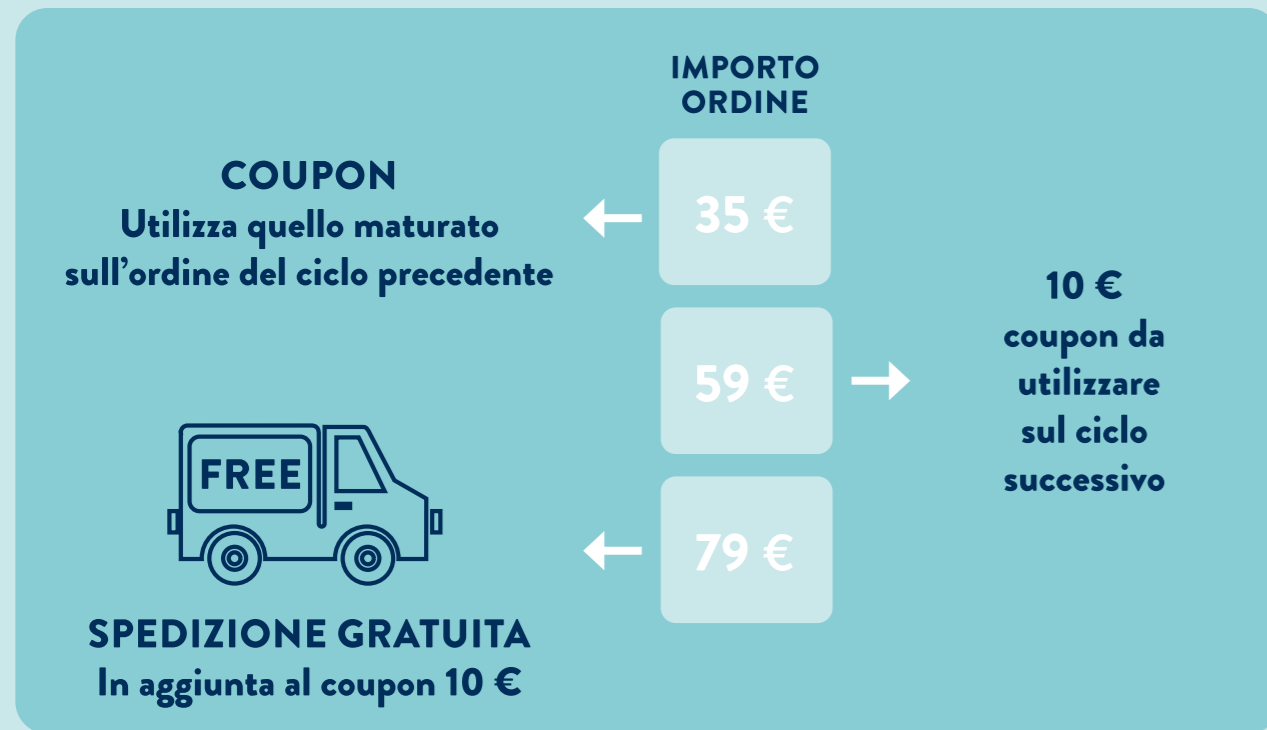 IMPORTO
ORDINE
COUPON
Utilizza quello maturato
sull’ordine del ciclo precedente
35 €
59 €
10 €
coupon da
utilizzare
sul ciclo
successivo
FREE
79 €
SPEDIZIONE GRATUITA
In aggiunta al coupon 10 €